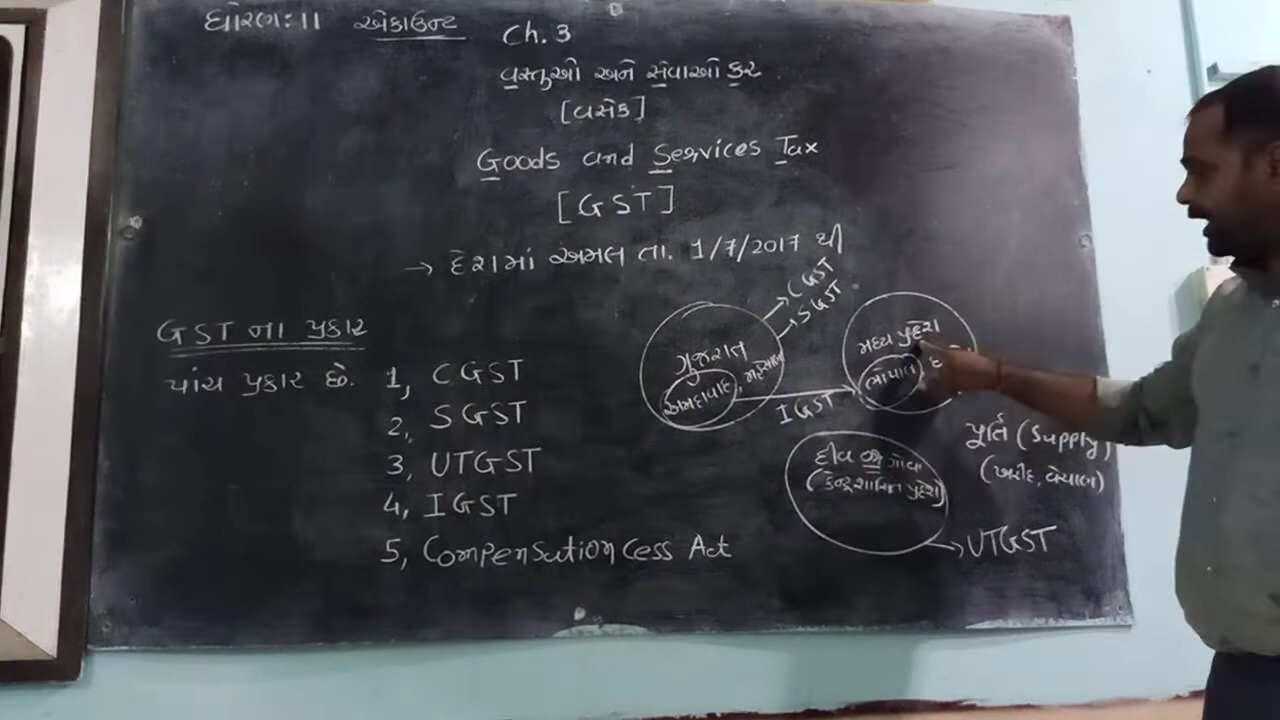 ધોરણ:11 એકાઉન્ટ
Ch. 3
વસ્તુઓ અને સેવાઓ કર
[વસેક]
Goods and Services Tax
[GST]
→ દેશમાં અમલ તા. 1/7/2017 થી
GST ના પ્રકાર
પાંચ પ્રકાર છે.
1, CGST
2, SGST
3, UTGST
4, IGST
5, Compensation Cess Act
CGST
SGST
ગુજરાત
અમદાવાદ, મહેસાણા
IGST
મધ્ય પ્રદેશ
ભોપાલ
પૂર્તિ (Supply)
(ખરીદ, વેચાણ)
દીવ ગોવા
(કેન્દ્રશાસિત પ્રદેશ)
UTGST